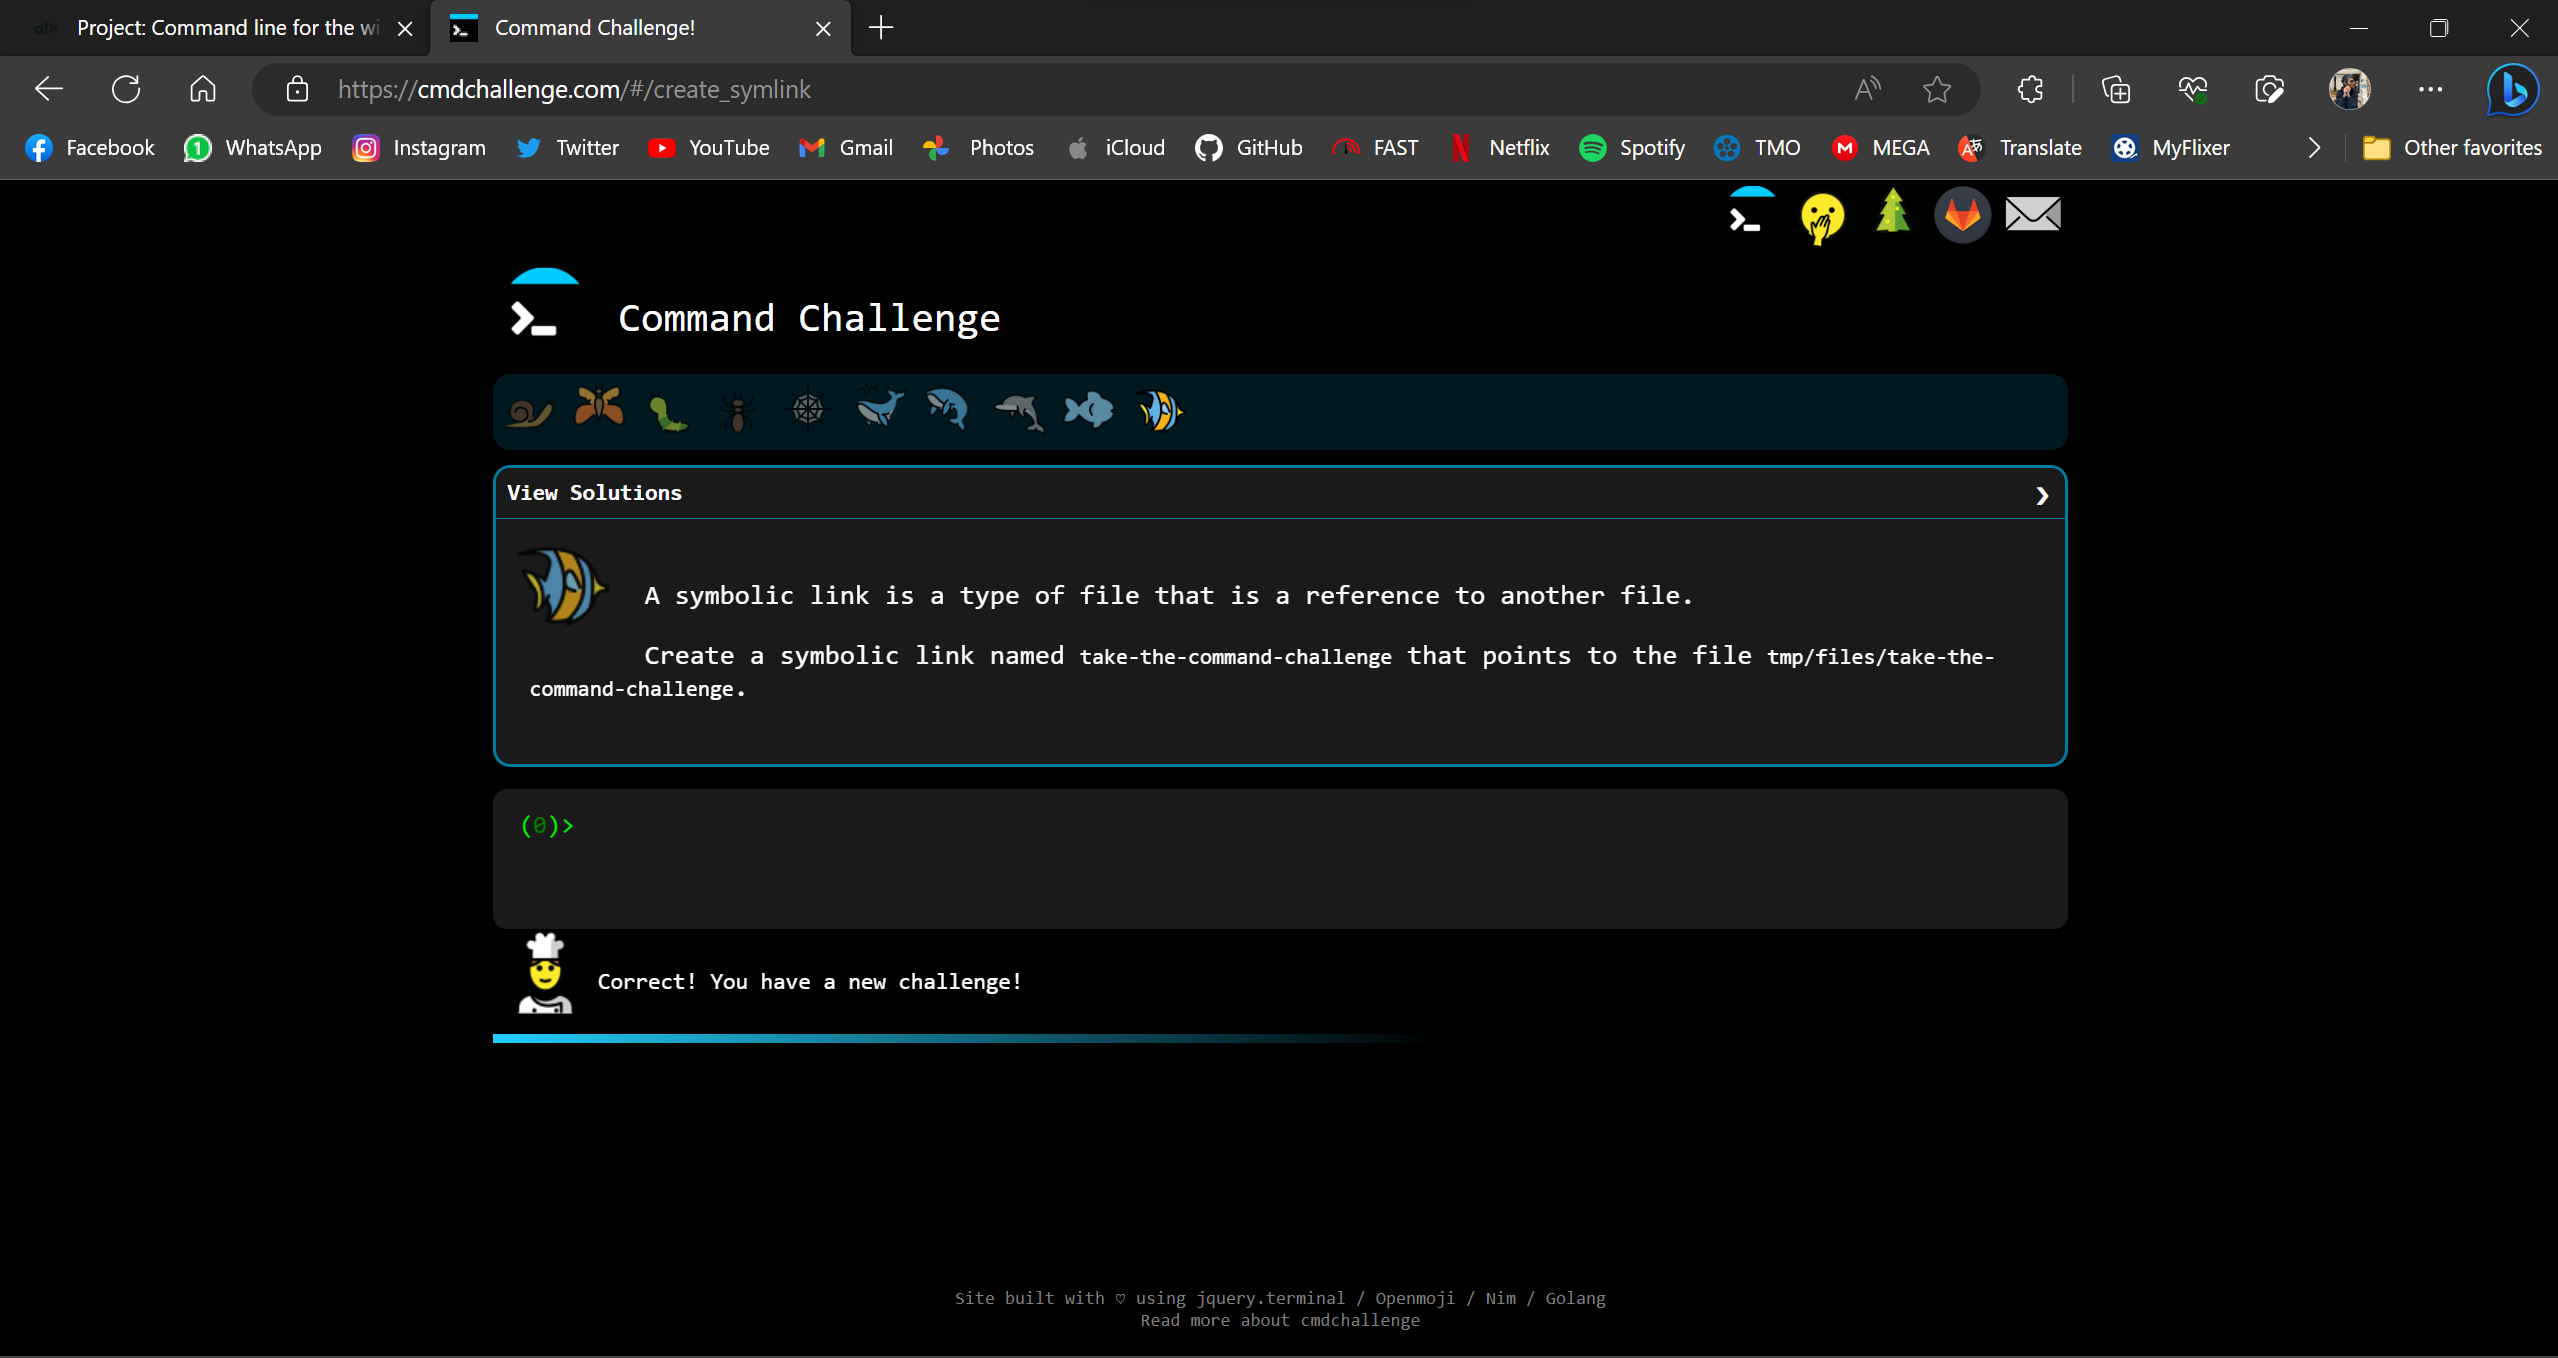 Project: Command line for the wi
Command Challenge!
https://cmdchallenge.com/#/create_symlink
Facebook
WhatsApp
Instagram
Twitter
YouTube
Gmail
Photos
iCloud
GitHub
FAST
Netflix
Spotify
TMO
MEGA
Translate
MyFlixer
Other favorites
Command Challenge
View Solutions
A symbolic link is a type of file that is a reference to another file.
Create a symbolic link named take-the-command-challenge that points to the file tmp/files/take-the-
command-challenge.
(0)>
Correct! You have a new challenge!
Site built with ♡ using jquery.terminal / Openmoji / Nim / Golang
Read more about cmdchallenge